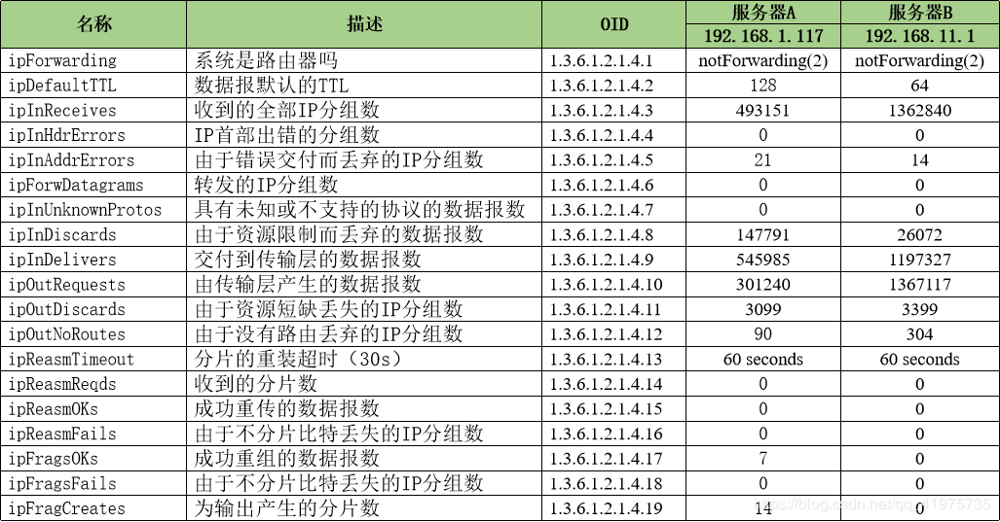 名称 描述 OID 服务器A 服务器B
192.168.1.117 192.168.11.1
ipForwarding 系统是路由器吗 1.3.6.1.2.1.4.1 notForwarding(2) notForwarding(2)
ipDefaultTTL 数据报默认的TTL 1.3.6.1.2.1.4.2 128 64
ipInReceives 收到的全部IP分组数 1.3.6.1.2.1.4.3 493151 1362840
ipInHdrErrors IP首部出错的分组数 1.3.6.1.2.1.4.4 0 0
ipInAddrErrors 由于错误交付而丢弃的IP分组数 1.3.6.1.2.1.4.5 21 14
ipForwDatagrams 转发的IP分组数 1.3.6.1.2.1.4.6 0 0
ipInUnknownProtos 具有未知或不支持的协议的数据报数 1.3.6.1.2.1.4.7 0 0
ipInDiscards 由于资源限制而丢弃的数据报数 1.3.6.1.2.1.4.8 147791 26072
ipInDelivers 交付到传输层的数据报数 1.3.6.1.2.1.4.9 545985 1197327
ipOutRequests 由传输层产生的数据报数 1.3.6.1.2.1.4.10 301240 1367117
ipOutDiscards 由于资源短缺丢失的IP分组数 1.3.6.1.2.1.4.11 3099 3399
ipOutNoRoutes 由于没有路由丢弃的IP分组数 1.3.6.1.2.1.4.12 90 304
ipReasmTimeout 分片的重装超时（30s） 1.3.6.1.2.1.4.13 60 seconds 60 seconds
ipReasmReqds 收到的分片数 1.3.6.1.2.1.4.14 0 0
ipReasmOKs 成功重传的数据报数 1.3.6.1.2.1.4.15 0 0
ipReasmFails 由于不分片比特丢失的IP分组数 1.3.6.1.2.1.4.16 0 0
ipFragsOKs 成功重组的数据报数 1.3.6.1.2.1.4.17 7 0
ipFragsFails 由于不分片比特丢失的IP分组数 1.3.6.1.2.1.4.18 0 0
ipFragCreates 为输出产生的分片数 1.3.6.1.2.1.4.19 14 0
https://blog.csdn.net/qq_41975735